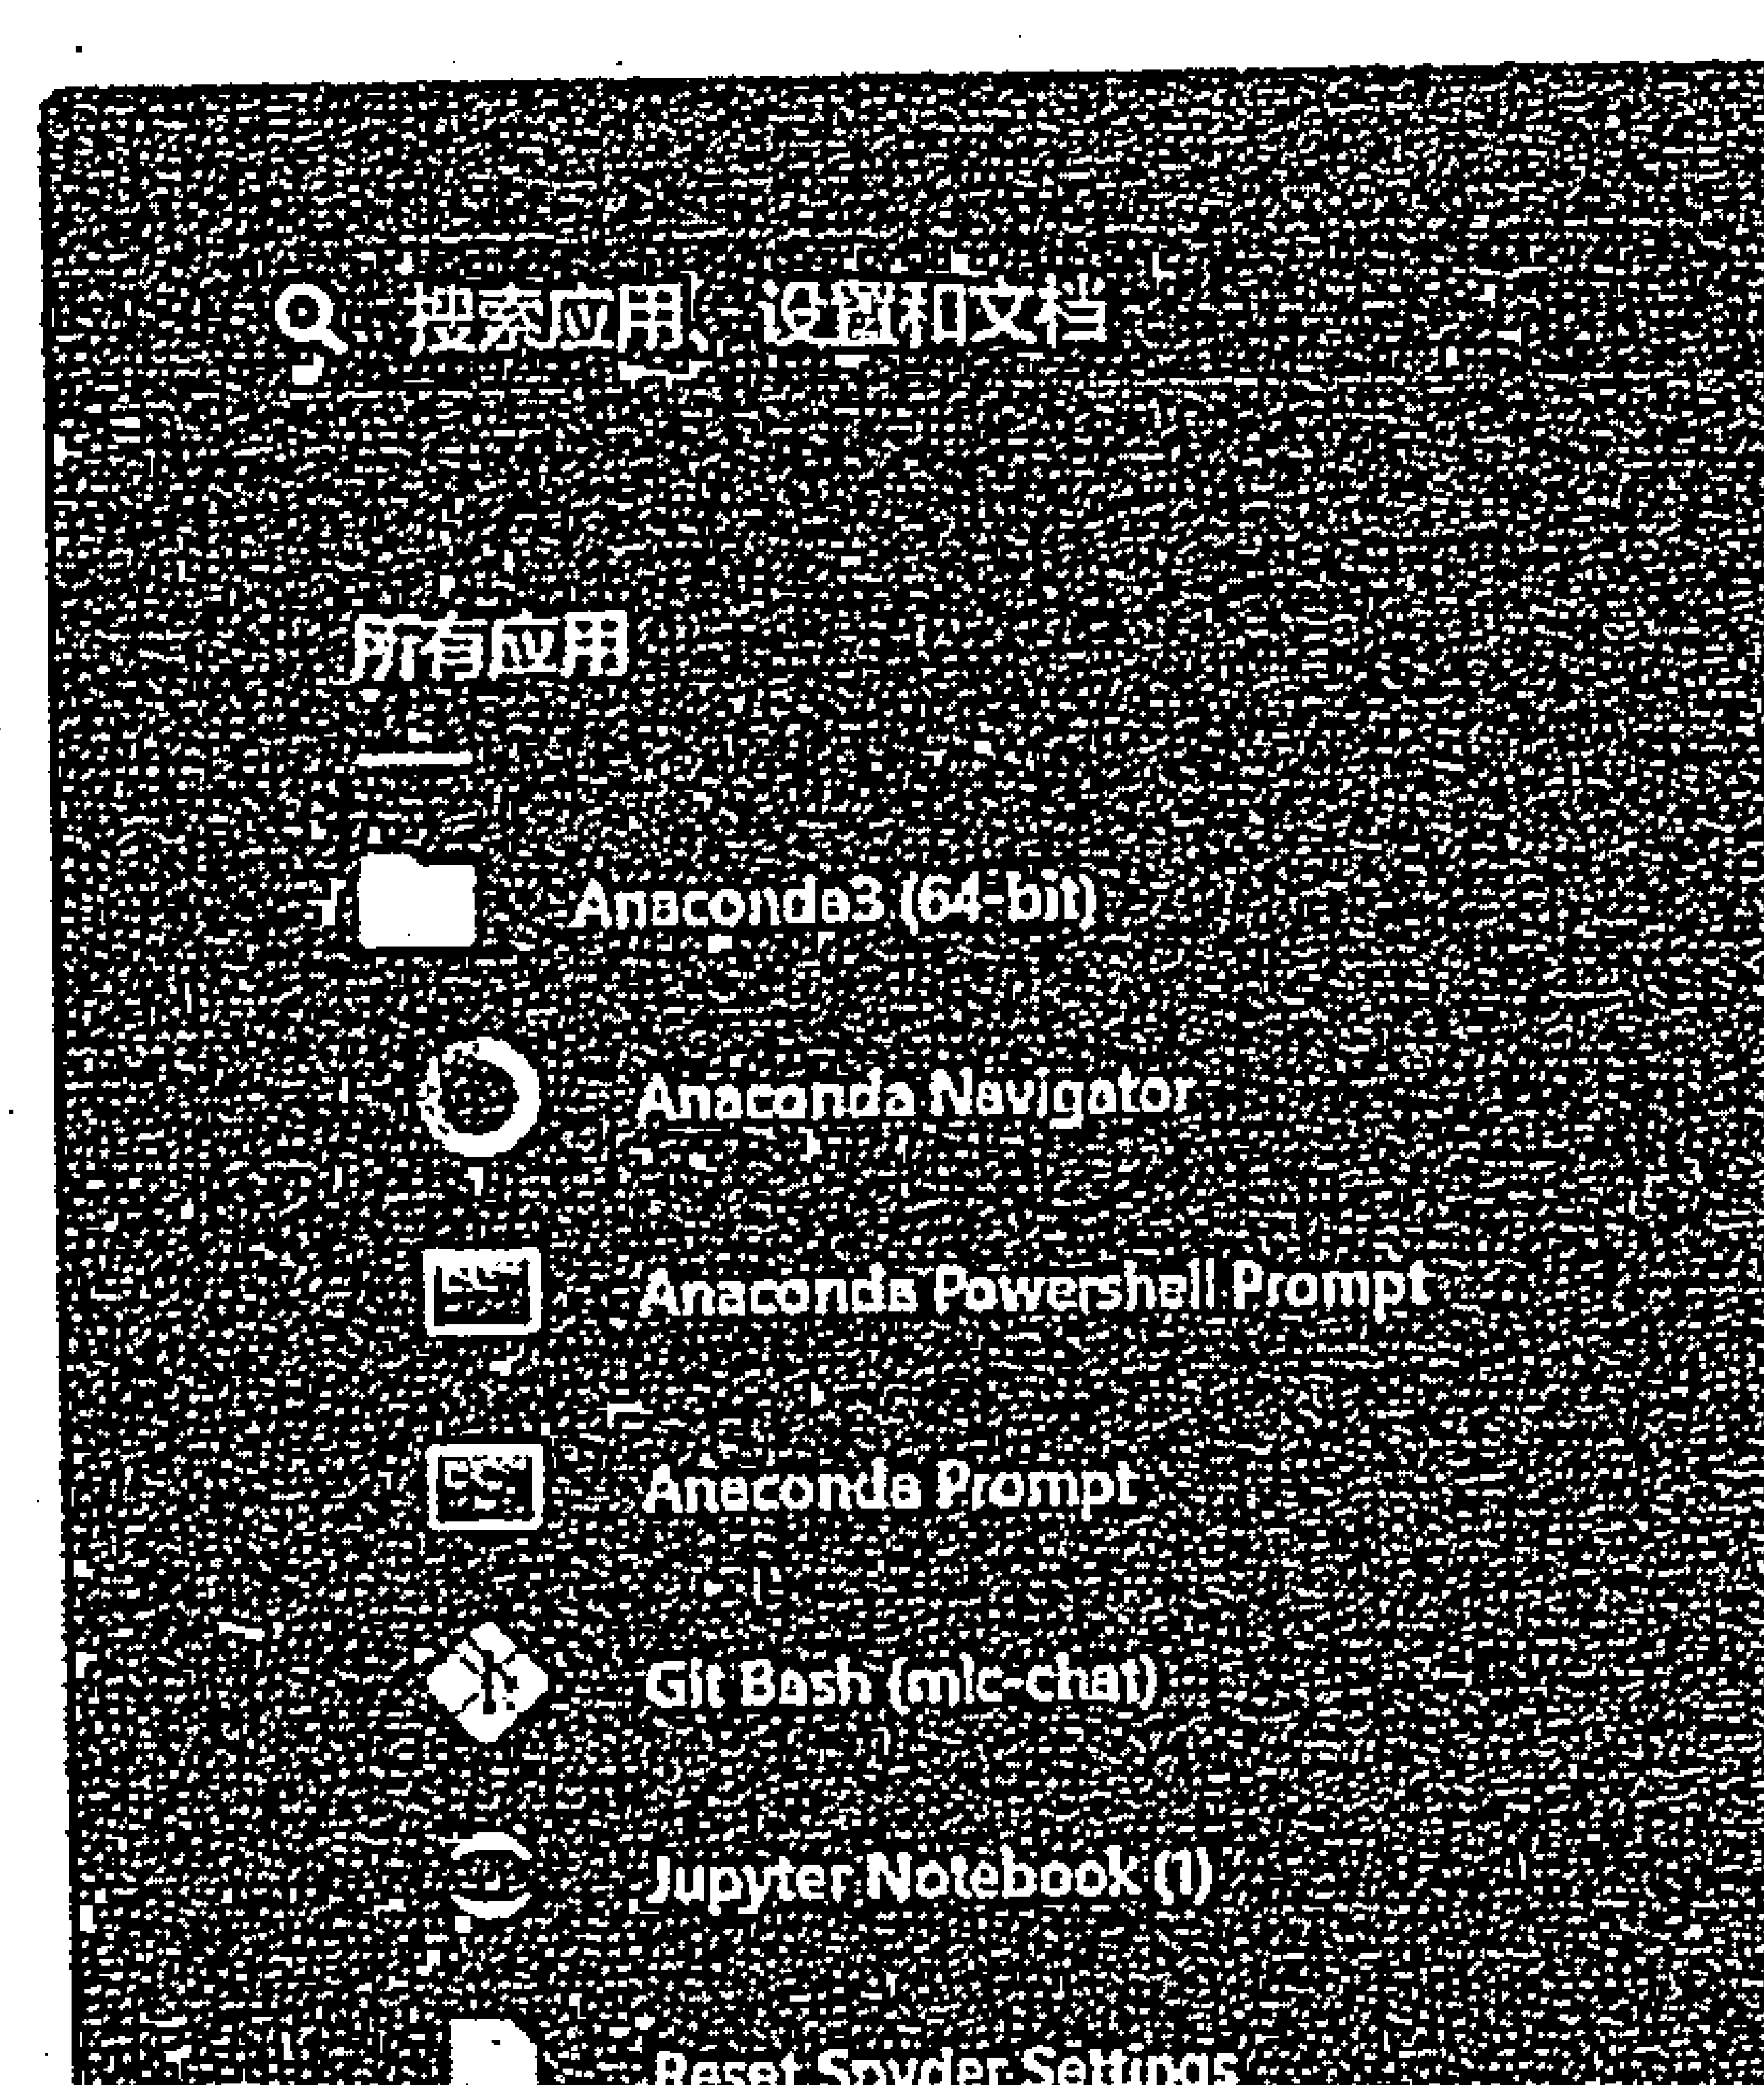 搜索应用、设置和文档
所有应用
Anaconda3 (64-bit)
Anaconda Navigator
Anaconda Powershell Prompt
Anaconda Prompt
Git Bash (mlc-chat)
Jupyter Notebook (1)
Reset Spyder Settings